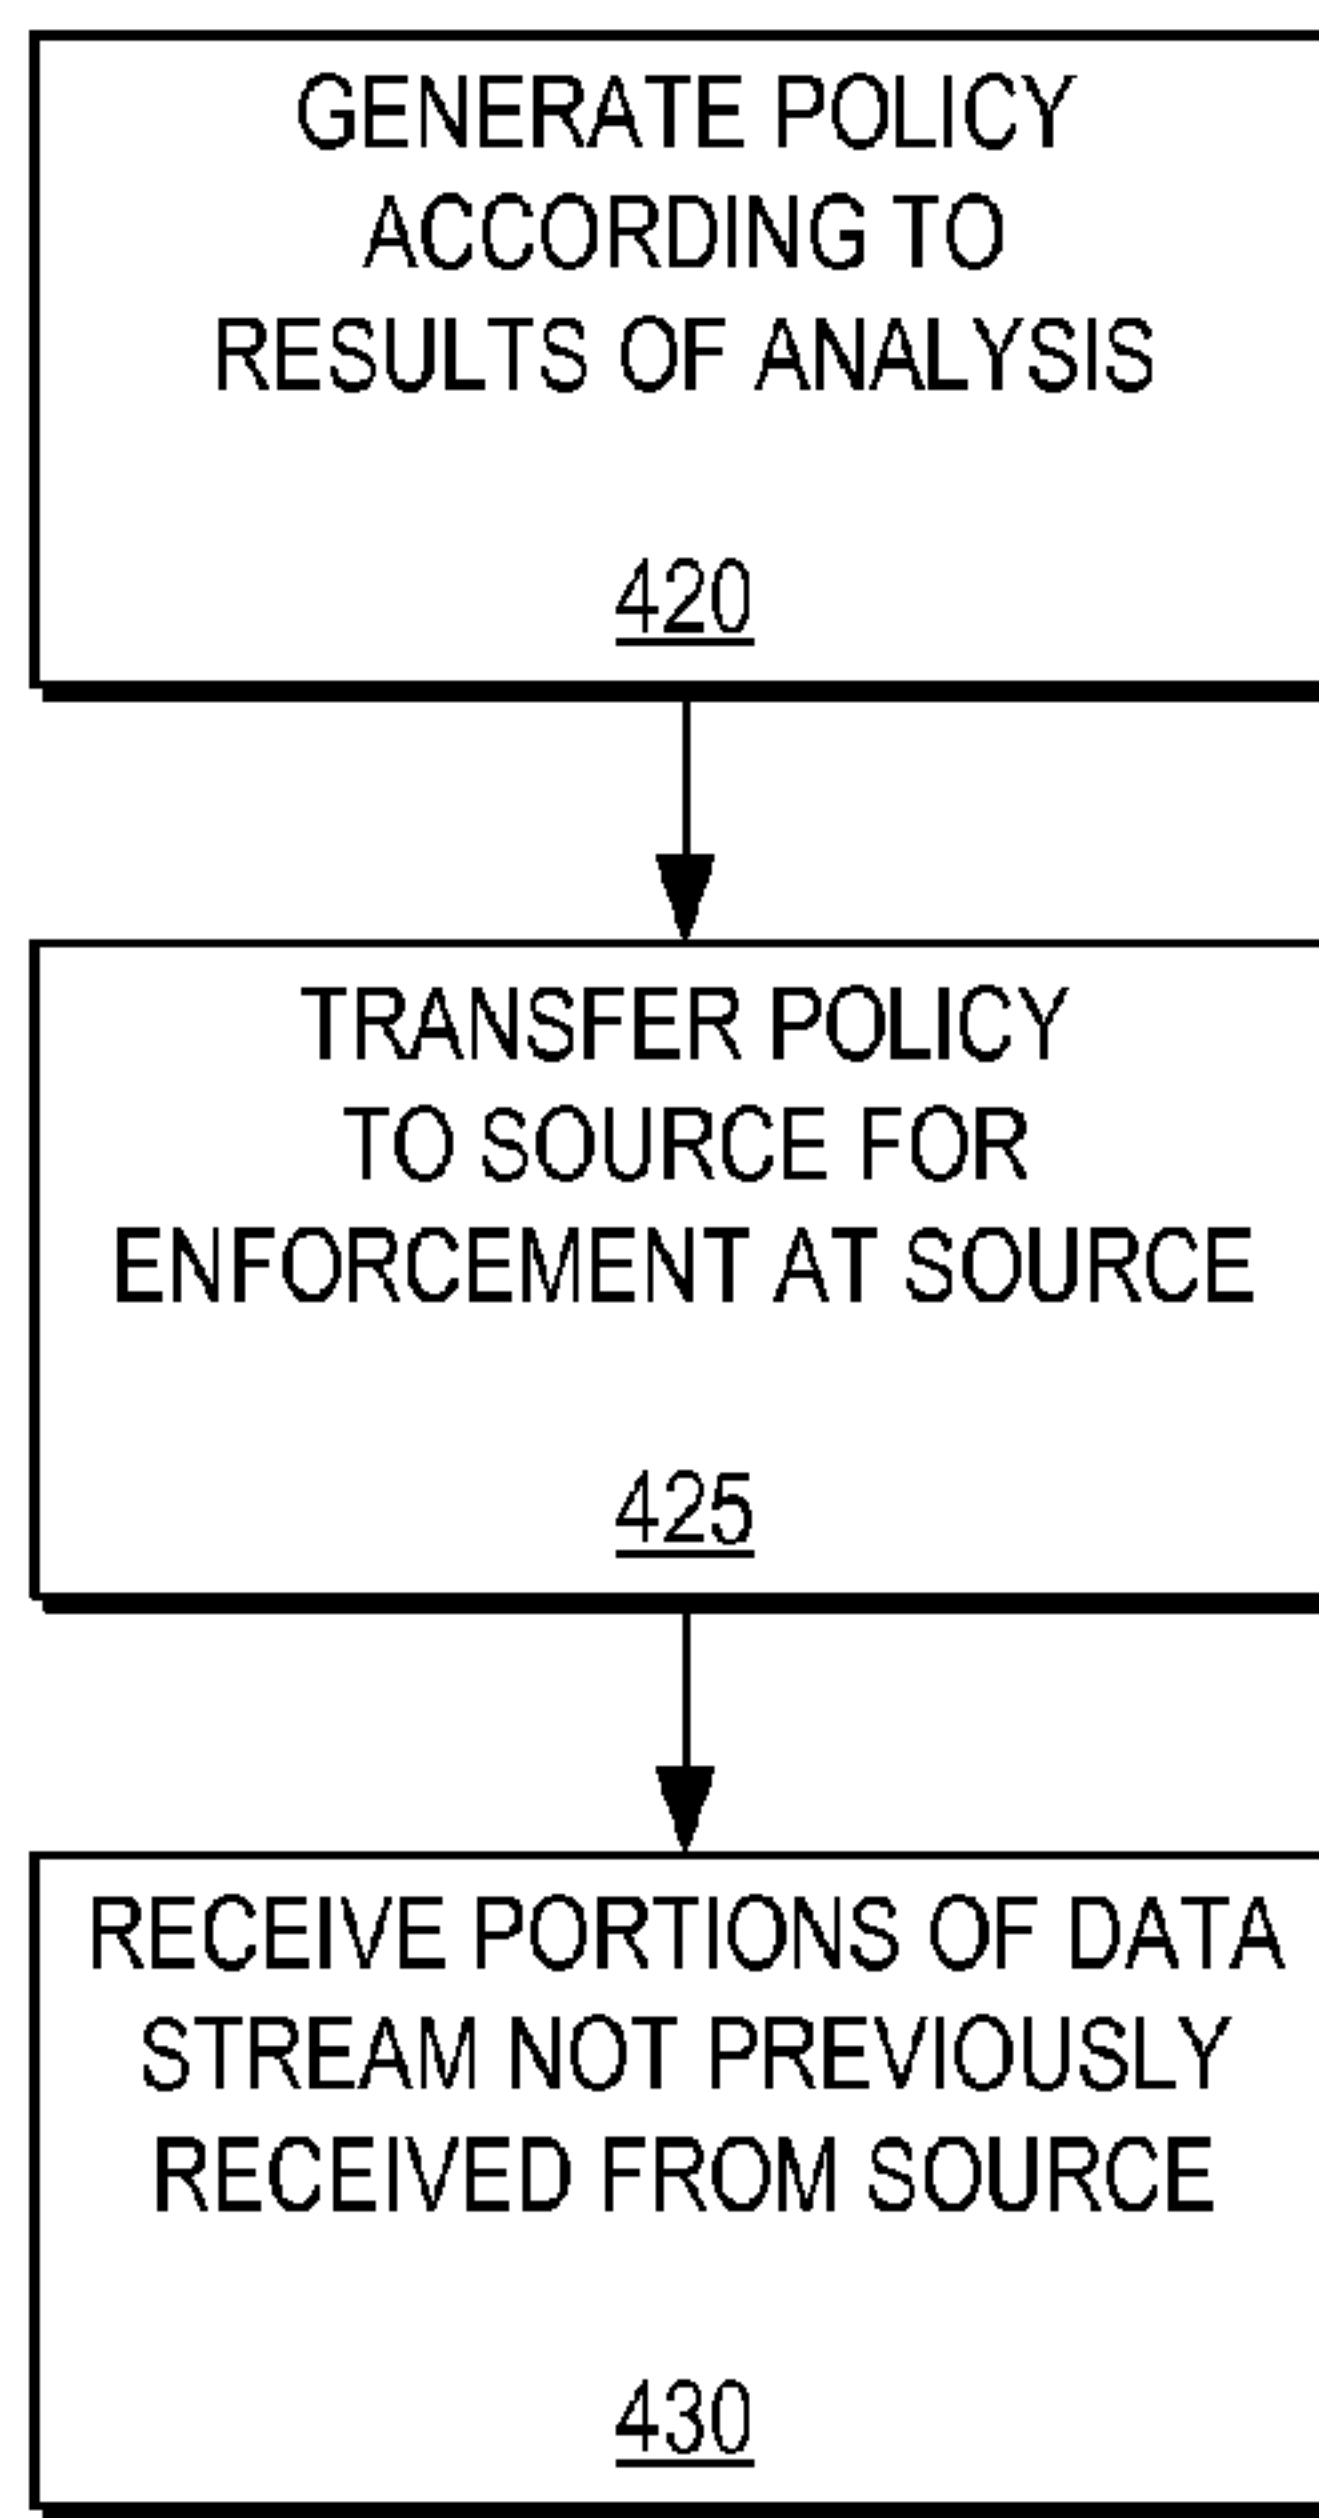 GENERATE POLICY
ACCORDING TO
RESULTS OF ANALYSIS
420
TRANSFER POLICY
TO SOURCE FOR
ENFORCEMENT AT SOURCE
425
RECEIVE PORTIONS OF DATA
STREAM NOT PREVIOUSLY
RECEIVED FROM SOURCE
430